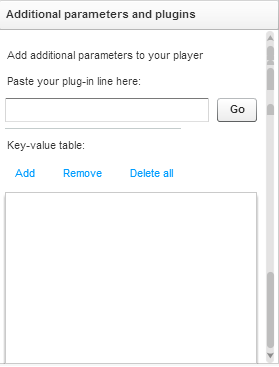 Additional parameters and plugins
Add additional parameters to your player
Paste your plug-in line here:
Go
Key-value table:
Add Remove Delete all